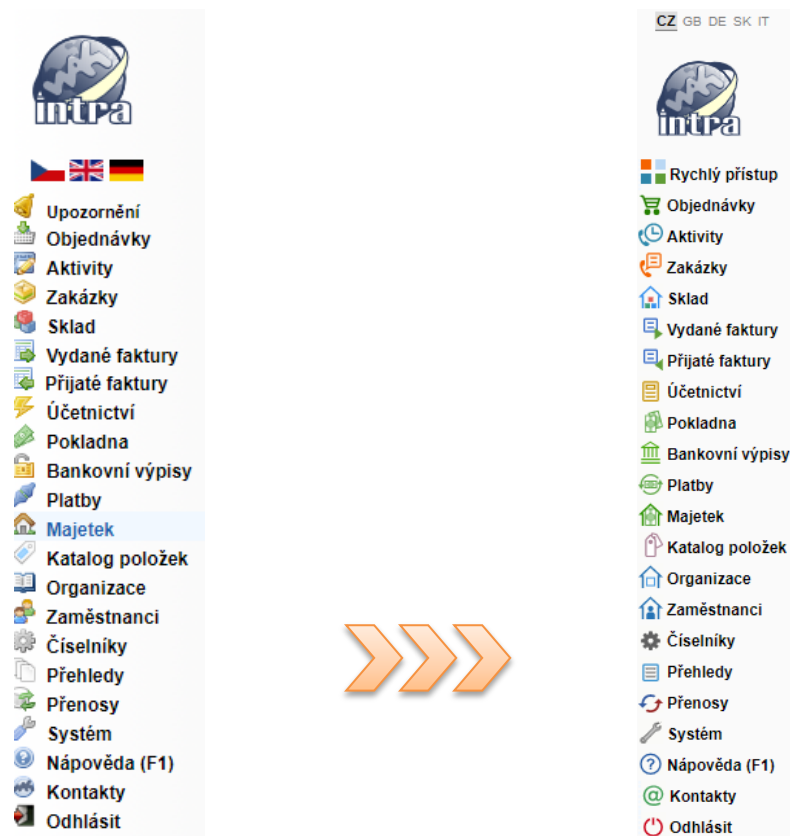 intra
Upozornění
Objednávky
Aktivity
Zakázky
Sklad
Vydané faktury
Přijaté faktury
Účetnictví
Pokladna
Bankovní výpisy
Platby
Majetek
Katalog položek
Organizace
Zaměstnanci
Číselníky
Přehledy
Přenosy
Systém
Nápověda (F1)
Kontakty
Odhlásit
CZ GB DE SK IT
intra
Rychlý přístup
Objednávky
Aktivity
Zakázky
Sklad
Vydané faktury
Přijaté faktury
Účetnictví
Pokladna
Bankovní výpisy
Platby
Majetek
Katalog položek
Organizace
Zaměstnanci
Číselníky
Přehledy
Přenosy
Systém
Nápověda (F1)
Kontakty
Odhlásit